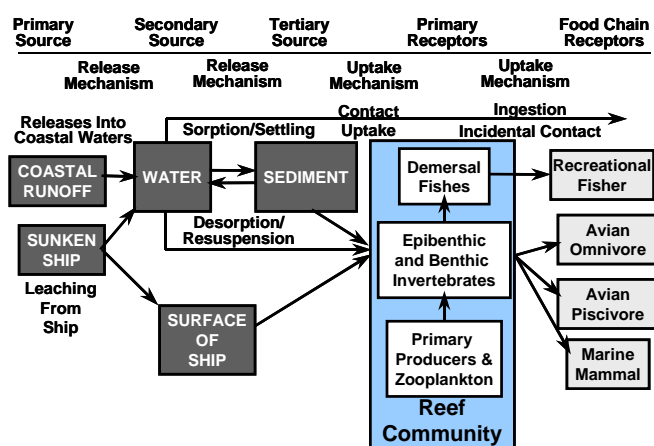 Primary
Source
Secondary
Source
Tertiary
Source
Primary
Receptors
Food Chain
Receptors
Release
Mechanism
Release
Mechanism
Uptake
Mechanism
Uptake
Mechanism
Releases Into
Coastal Waters
Sorption/Settling
Contact
Uptake
Ingestion
Incidental Contact
COASTAL
RUNOFF
WATER
SEDIMENT
Demersal
Fishes
Recreational
Fisher
SUNKEN
SHIP
Desorption/
Resuspension
Epibenthic
and Benthic
Invertebrates
Avian
Omnivore
Leaching
From
Ship
SURFACE
OF
SHIP
Primary
Producers &
Zooplankton
Avian
Piscivore
Marine
Mammal
Reef
Community